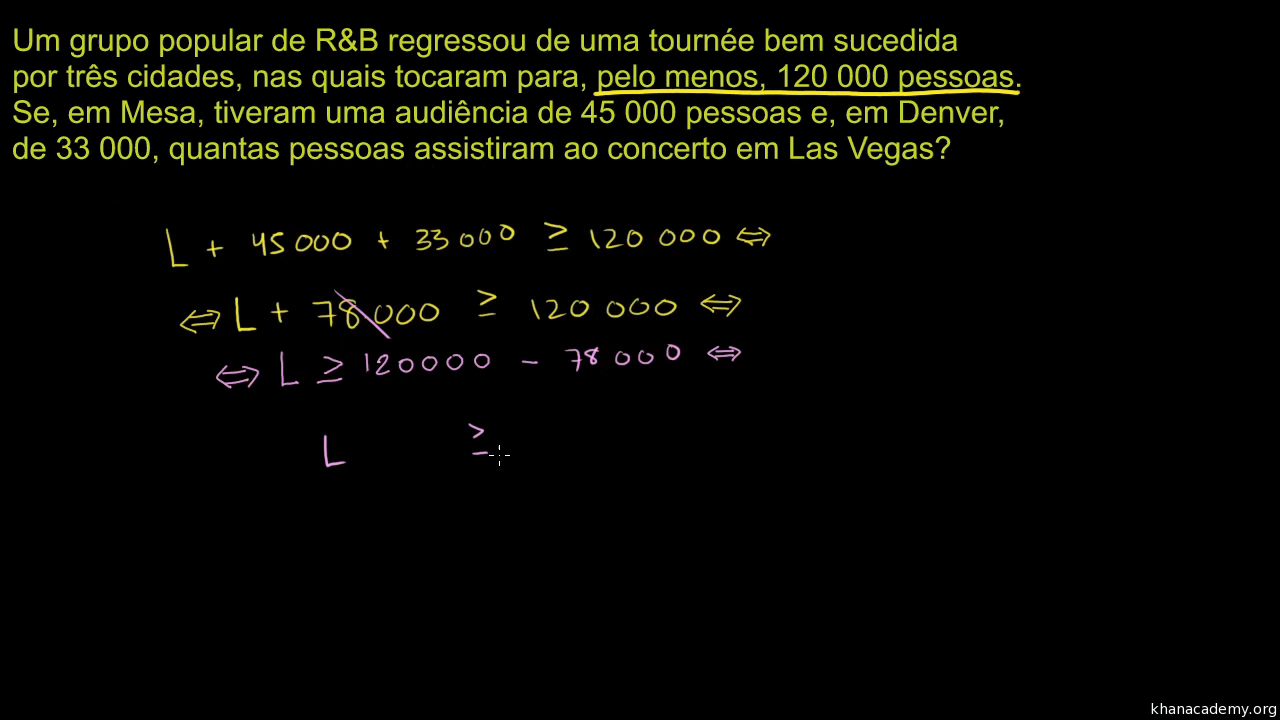 Um grupo popular de R&B regressou de uma tournée bem sucedida
por três cidades, nas quais tocaram para, pelo menos, 120 000 pessoas.
Se, em Mesa, tiveram uma audiência de 45 000 pessoas e, em Denver,
de 33 000, quantas pessoas assistiram ao concerto em Las Vegas?
L + 45 000 + 33 000 ≥ 120 000 ⇔
⇔ L + 78 000 ≥ 120 000 ⇔
⇔ L ≥ 120000 - 78 000 ⇔
L ≥
khanacademy.org